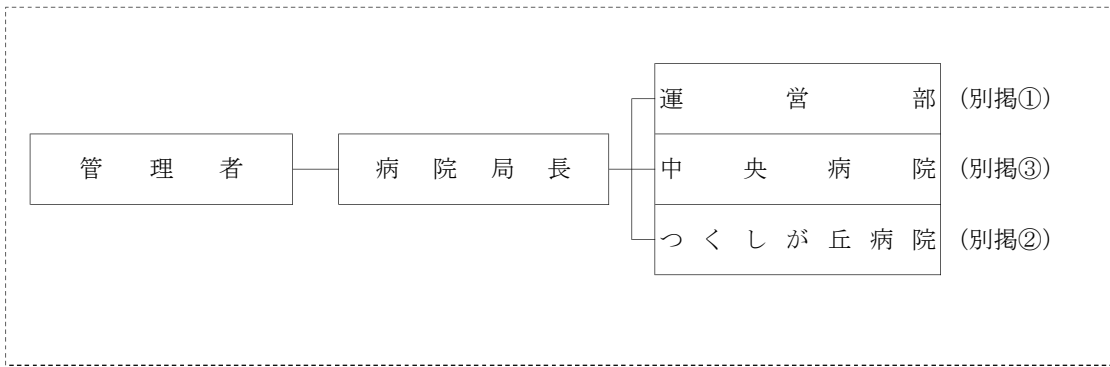 運営部 (別掲①)
管理者 病院局長 中央病院 (別掲③)
つくしが丘病院 (別掲②)